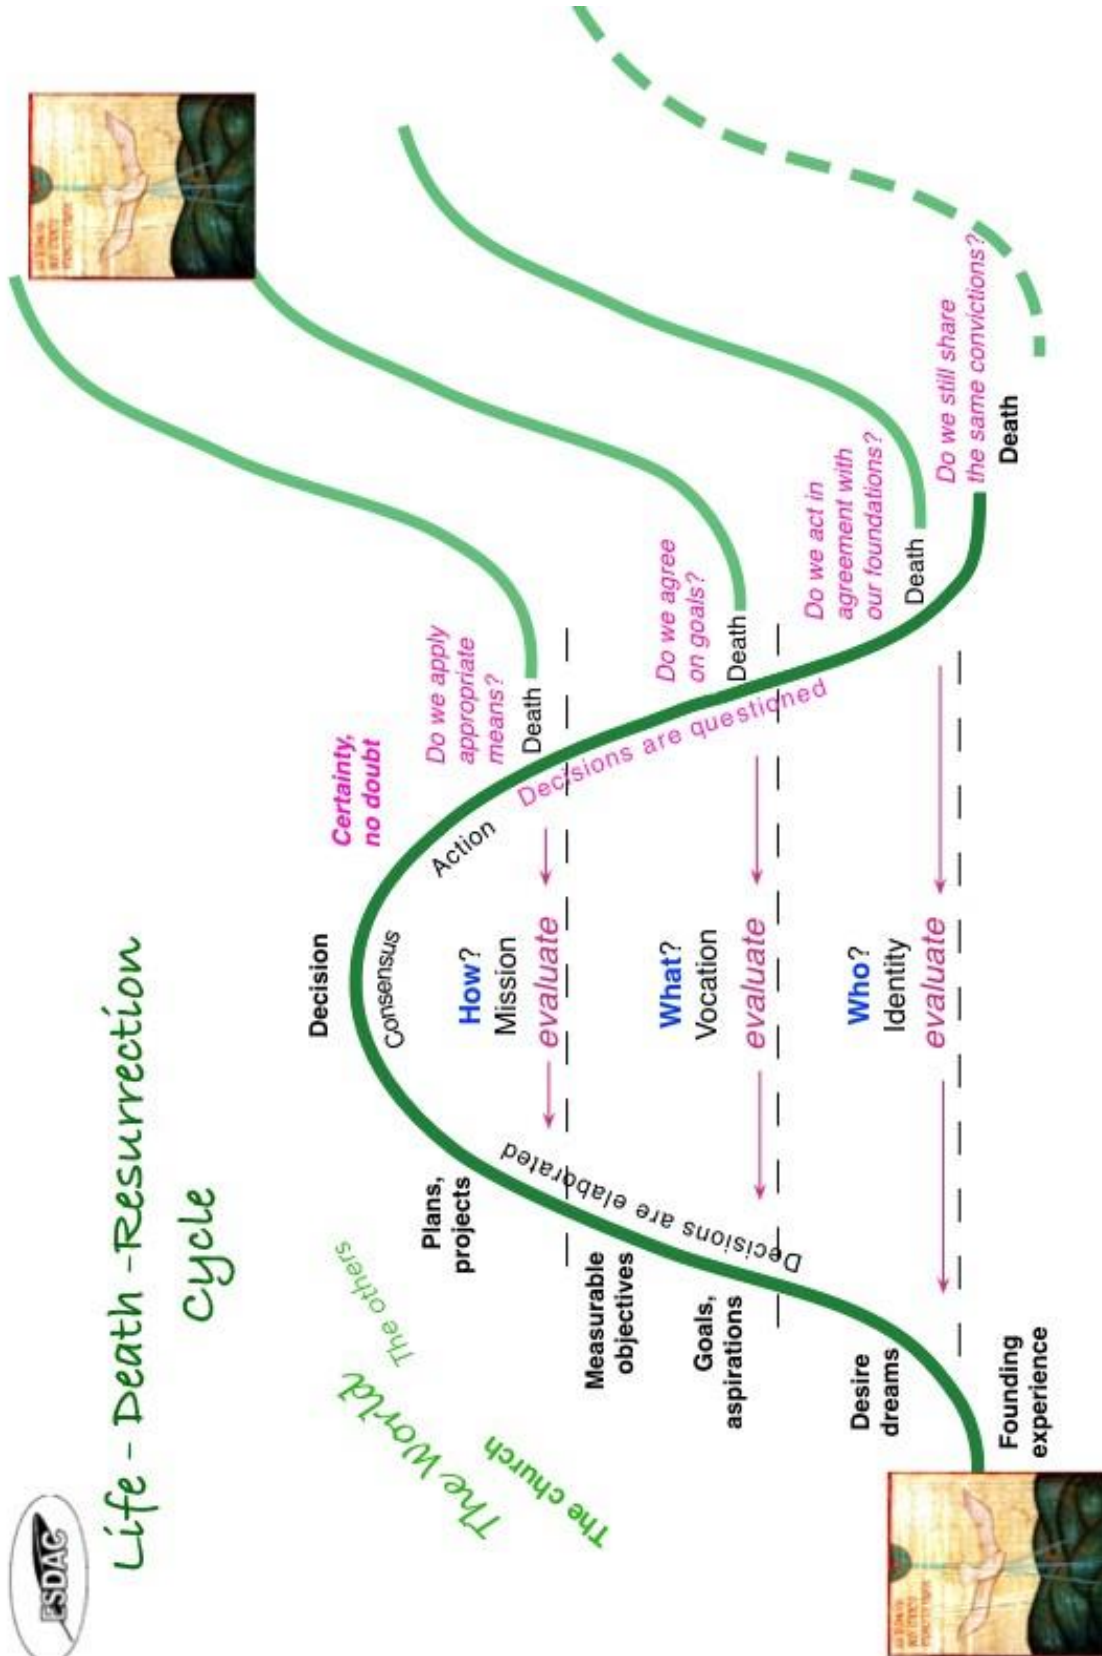 ESDAC
Life - Death - Resurrection
Cycle
The World
The others
The church
Decision
Consensus
Certainty,
no doubt
Action
Plans,
projects
How?
Mission
evaluate
Do we apply
appropriate
means?
Death
Decisions are elaborated
Decisions are questioned
Measurable
objectives
What?
Vocation
evaluate
Do we agree
on goals?
Death
Goals,
aspirations
Who?
Identity
evaluate
Do we act in
agreement with
our foundations?
Death
Desire
dreams
Do we still share
the same convictions?
Founding
experience
Death